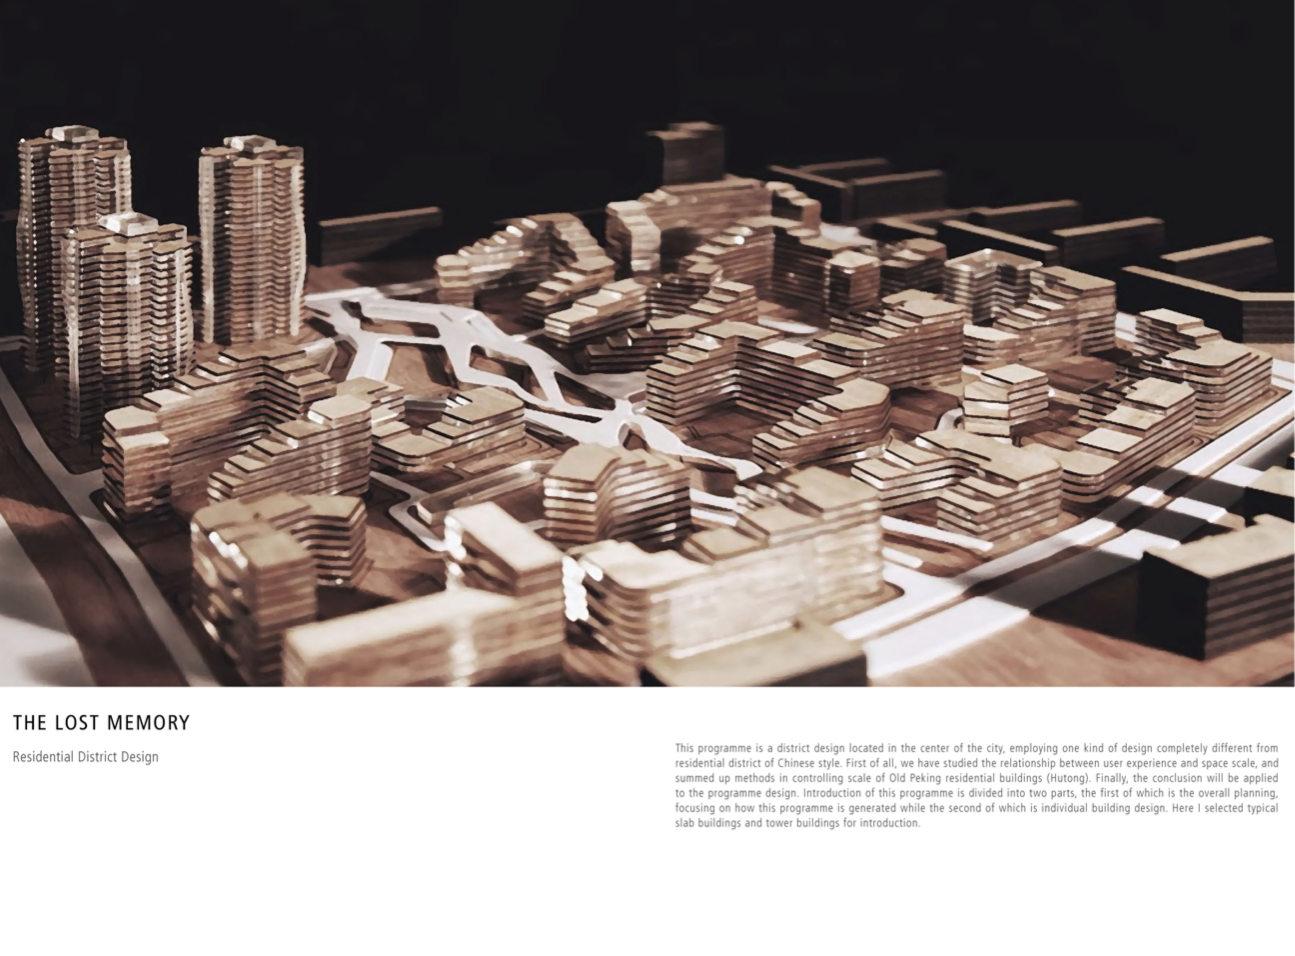 THE LOST MEMORY
Residential District Design
This programme is a district design located in the center of the city, employing one kind of design completely different from
residential district of Chinese style. First of all, we have studied the relationship between user experience and space scale, and
summed up methods in controlling scale of Old Peking residential buildings (Hutong). Finally, the conclusion will be applied
to the programme design. Introduction of this programme is divided into two parts, the first of which is the overall planning,
focusing on how this programme is generated while the second of which is individual building design. Here I selected typical
slab buildings and tower buildings for introduction.